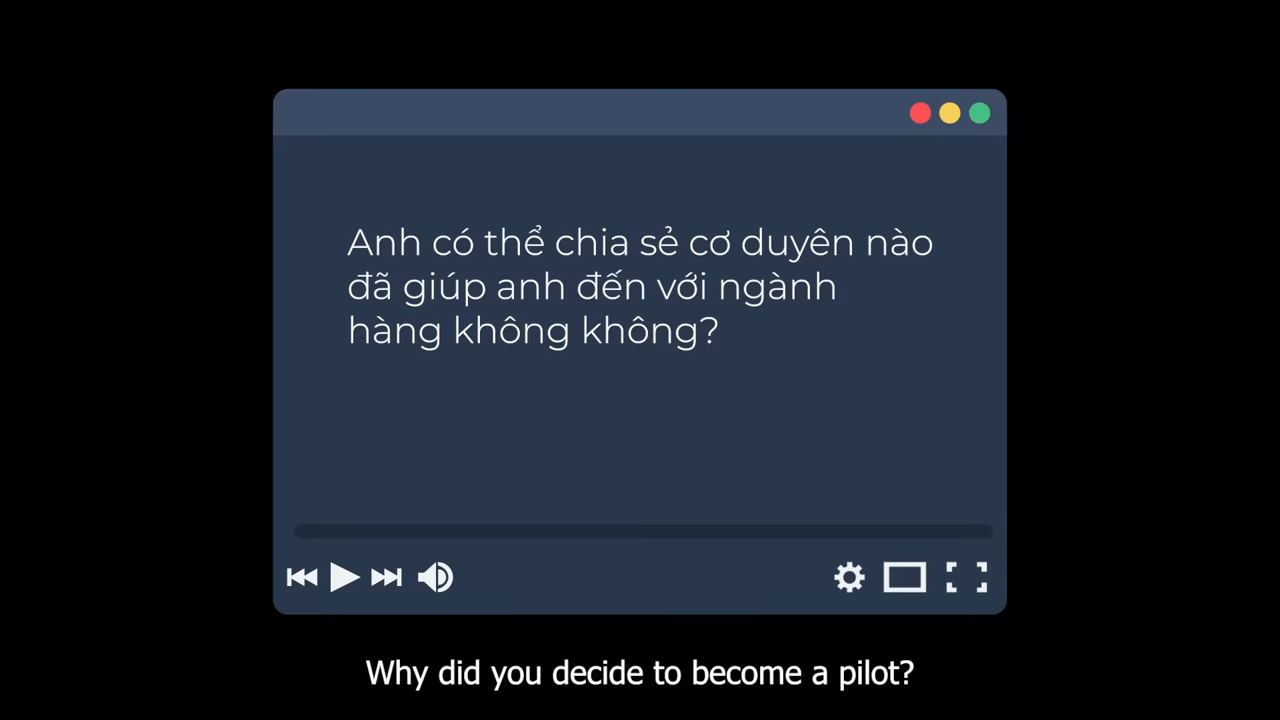 Anh có thể chia sẻ cơ duyên nào
đã giúp anh đến với ngành
hàng không không?
Why did you decide to become a pilot?